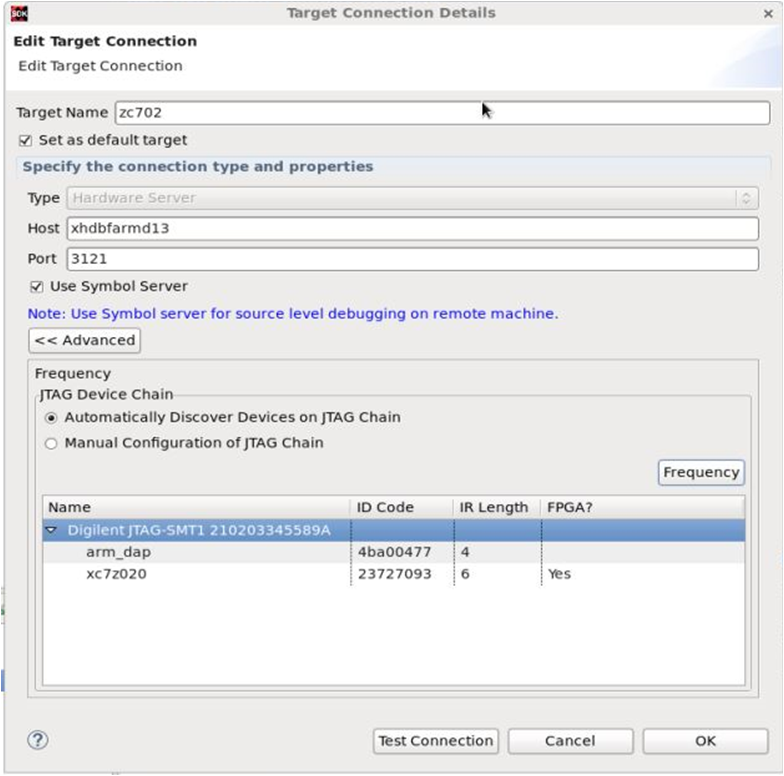 SDK
Target Connection Details
Edit Target Connection
Edit Target Connection
Target Name zc702
Set as default target
Specify the connection type and properties
Type Hardware Server
Host xhdbfarmd13
Port 3121
Use Symbol Server
Note: Use Symbol server for source level debugging on remote machine.
<< Advanced
Frequency
JTAG Device Chain
Automatically Discover Devices on JTAG Chain
Manual Configuration of JTAG Chain
Frequency
Name ID Code IR Length FPGA?
Digilent JTAG-SMT1 210203345589A
arm_dap 4ba00477 4
xc7z020 23727093 6 Yes
? Test Connection Cancel OK